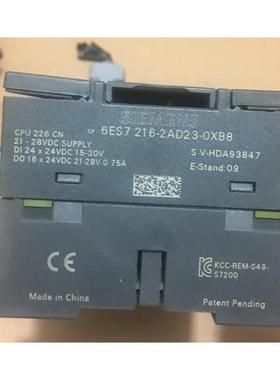 SIEMENS
CPU 226 CN
1P 6ES7 216-2AD23-0XB8
21 - 28VDC SUPPLY
DI 24 x 24VDC 15-30V
DO 16 x 24VDC 21-28V 0.75A
S V-HDA93847
E-Stand: 09
CE
KCC-REM-S49-
S7200
Made in China
Patent Pending